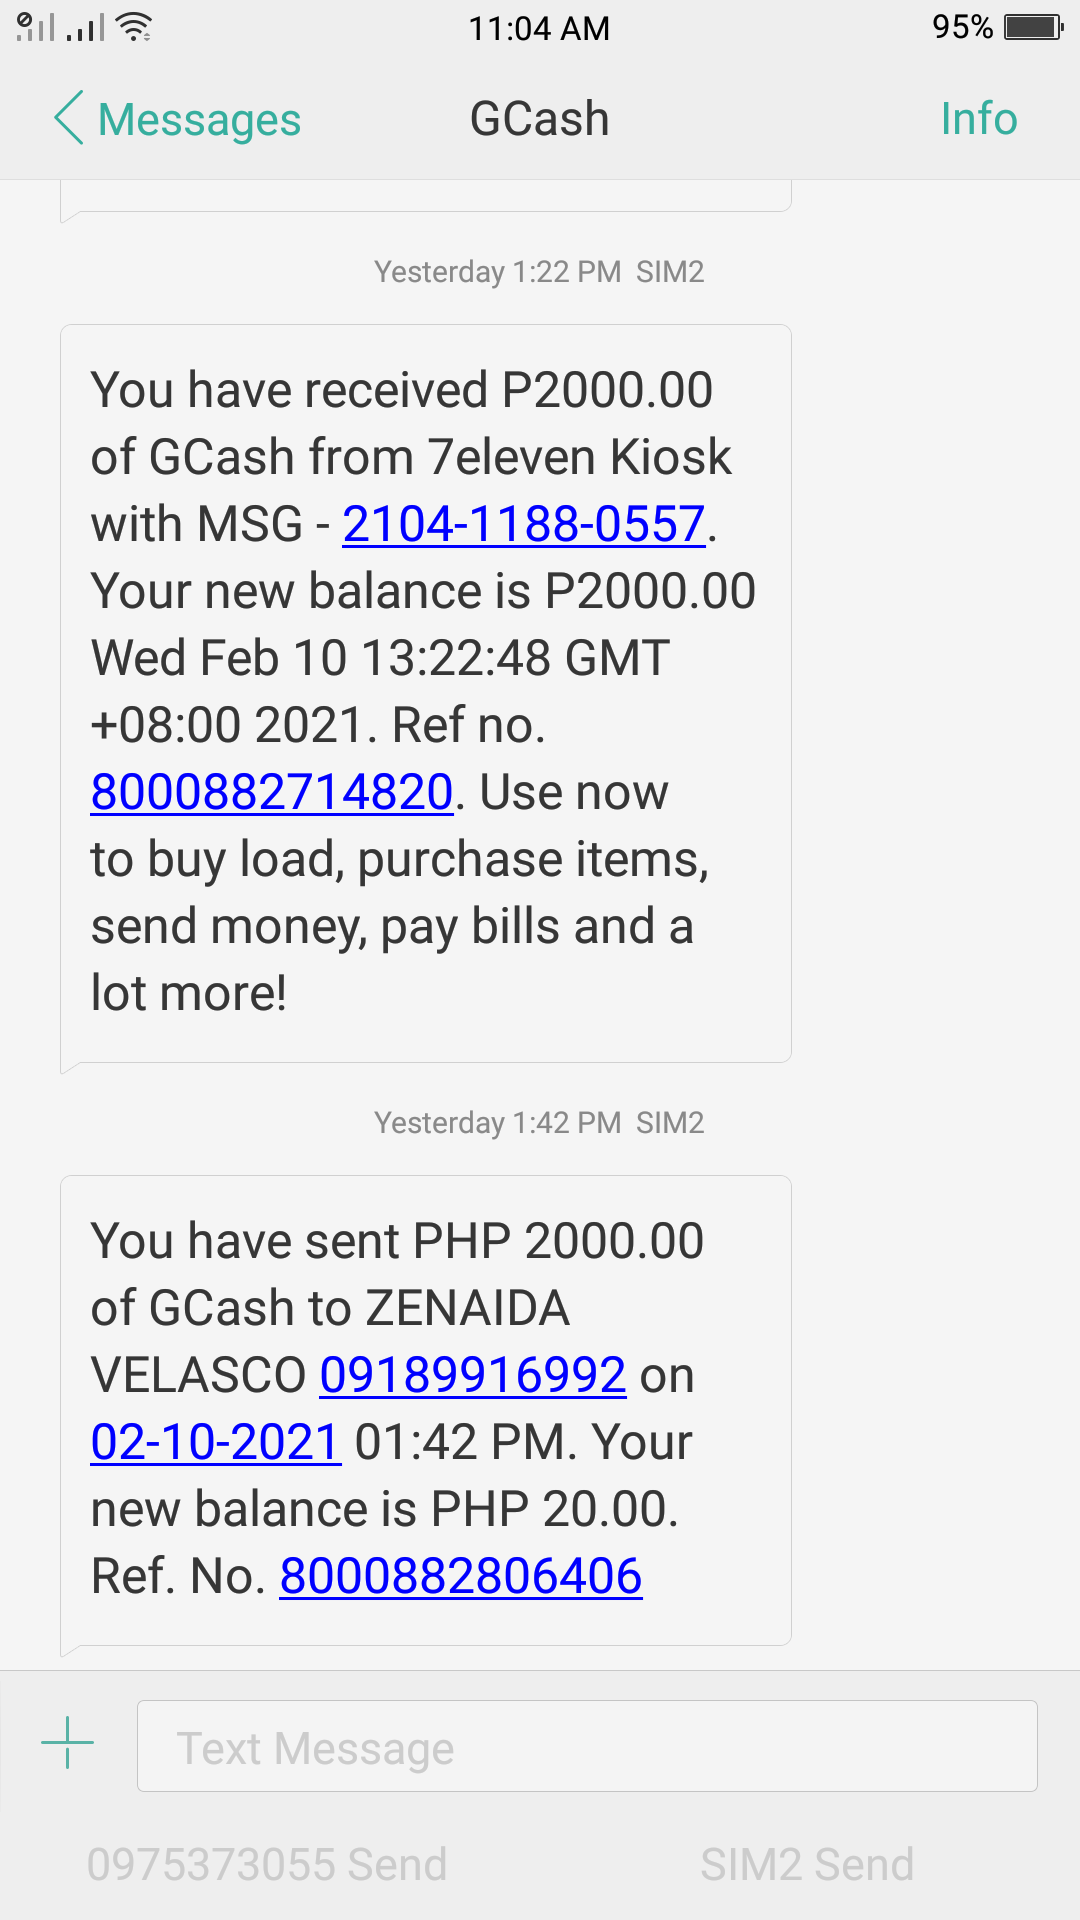 11:04 AM
95%
Messages
GCash
Info
Yesterday 1:22 PM SIM2
You have received P2000.00
of GCash from 7eleven Kiosk
with MSG - 2104-1188-0557.
Your new balance is P2000.00
Wed Feb 10 13:22:48 GMT
+08:00 2021. Ref no.
8000882714820. Use now
to buy load, purchase items,
send money, pay bills and a
lot more!
Yesterday 1:42 PM SIM2
You have sent PHP 2000.00
of GCash to ZENAIDA
VELASCO 09189916992 on
02-10-2021 01:42 PM. Your
new balance is PHP 20.00.
Ref. No. 8000882806406
Text Message
0975373055 Send
SIM2 Send